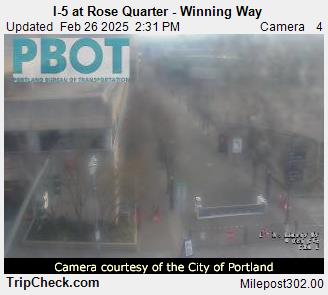 I-5 at Rose Quarter - Winning Way
Updated Feb 26 2025 2:31 PM Camera 4
PBOT
PORTLAND BUREAU OF TRANSPORTATION
Camera courtesy of the City of Portland
TripCheck.com Milepost302.00